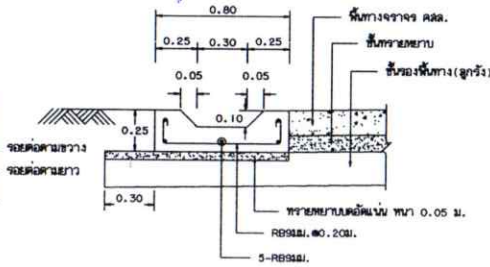 0.80
พื้นทางจราจร คสล.
0.25 0.30 0.25
ชั้นทรายหยาบ
0.05 0.05
ชั้นรองพื้นทาง(ลูกรัง)
0.10
0.25
รอยต่อตามขวาง
รอยต่อตามยาว
0.30
ทรายหยาบบดอัดแน่น หนา 0.05 ม.
RB9มม.@0.20ม.
5-RB9มม.